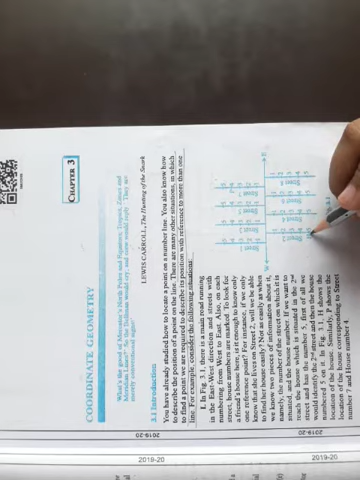 CHAPTER 3
COORDINATE GEOMETRY
What's the good of Mercator's North Poles and Equators, Tropics, Zones and
Meridian Lines?' So the Bellman would cry; and crew would reply ' They are
merely conventional signs!'
LEWIS CARROLL, The Hunting of the Snark
3.1 Introduction
You have already studied how to locate a point on a number line. You also know how
to describe the position of a point on the line. There are many other situations, in which
to find a point we are required to describe its position with reference to more than one
line. For example, consider the following situations:
I. In Fig. 3.1, there is a main road running
in the East-West direction and streets with
numbering from West to East. Also, on each
street, house numbers are marked. To look for
a friend's house here, is it enough to know only
one reference point? For instance, if we only
know that she lives on Street 2, will we be able
to find her house easily? Not as easily as when
we know two pieces of information about it,
namely, the number of the street on which it is
situated, and the house number. If we want to
reach the house which is situated in the 2nd
street and has the number 5, first of all we
would identify the 2nd street and then the house
numbered 5 on it. In Fig. 3.1, H shows the
location of the house. Similarly, P shows the
location of the house corresponding to Street
number 7 and House number 4
2019-20
2019-20
2019-20
2019-20